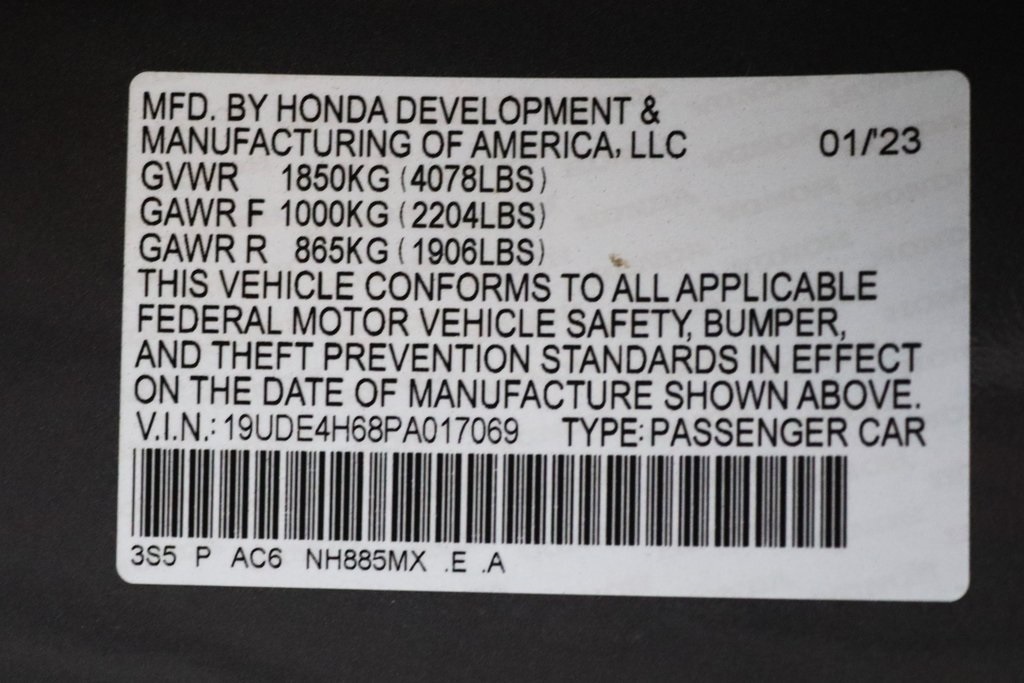 MFD. BY HONDA DEVELOPMENT &
MANUFACTURING OF AMERICA, LLC 01/'23
GVWR 1850KG (4078LBS)
GAWR F 1000KG (2204LBS)
GAWR R 865KG (1906LBS)
THIS VEHICLE CONFORMS TO ALL APPLICABLE
FEDERAL MOTOR VEHICLE SAFETY, BUMPER,
AND THEFT PREVENTION STANDARDS IN EFFECT
ON THE DATE OF MANUFACTURE SHOWN ABOVE.
V.I.N.: 19UDE4H68PA017069 TYPE: PASSENGER CAR
3S5 P AC6 NH885MX .E .A